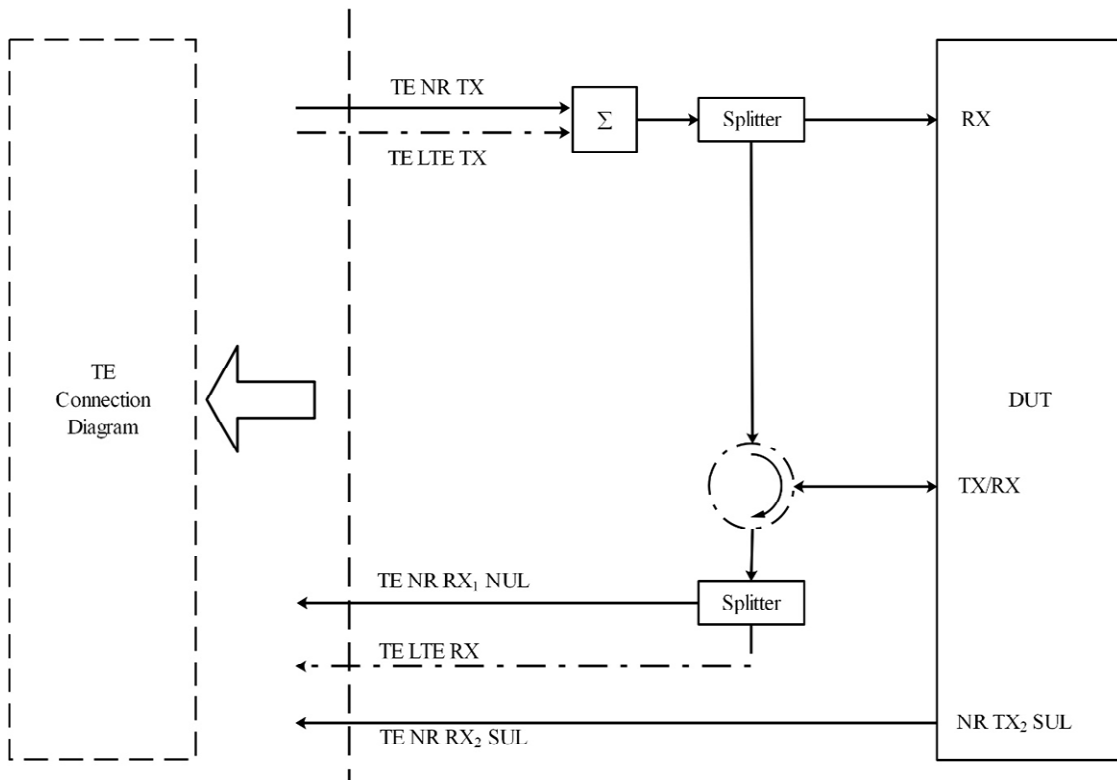 TE NR TX
Σ
Splitter
RX
TE LTE TX
TE
Connection
Diagram
DUT
TX/RX
TE NR RX₁ NUL
Splitter
TE LTE RX
NR TX₂ SUL
TE NR RX₂ SUL